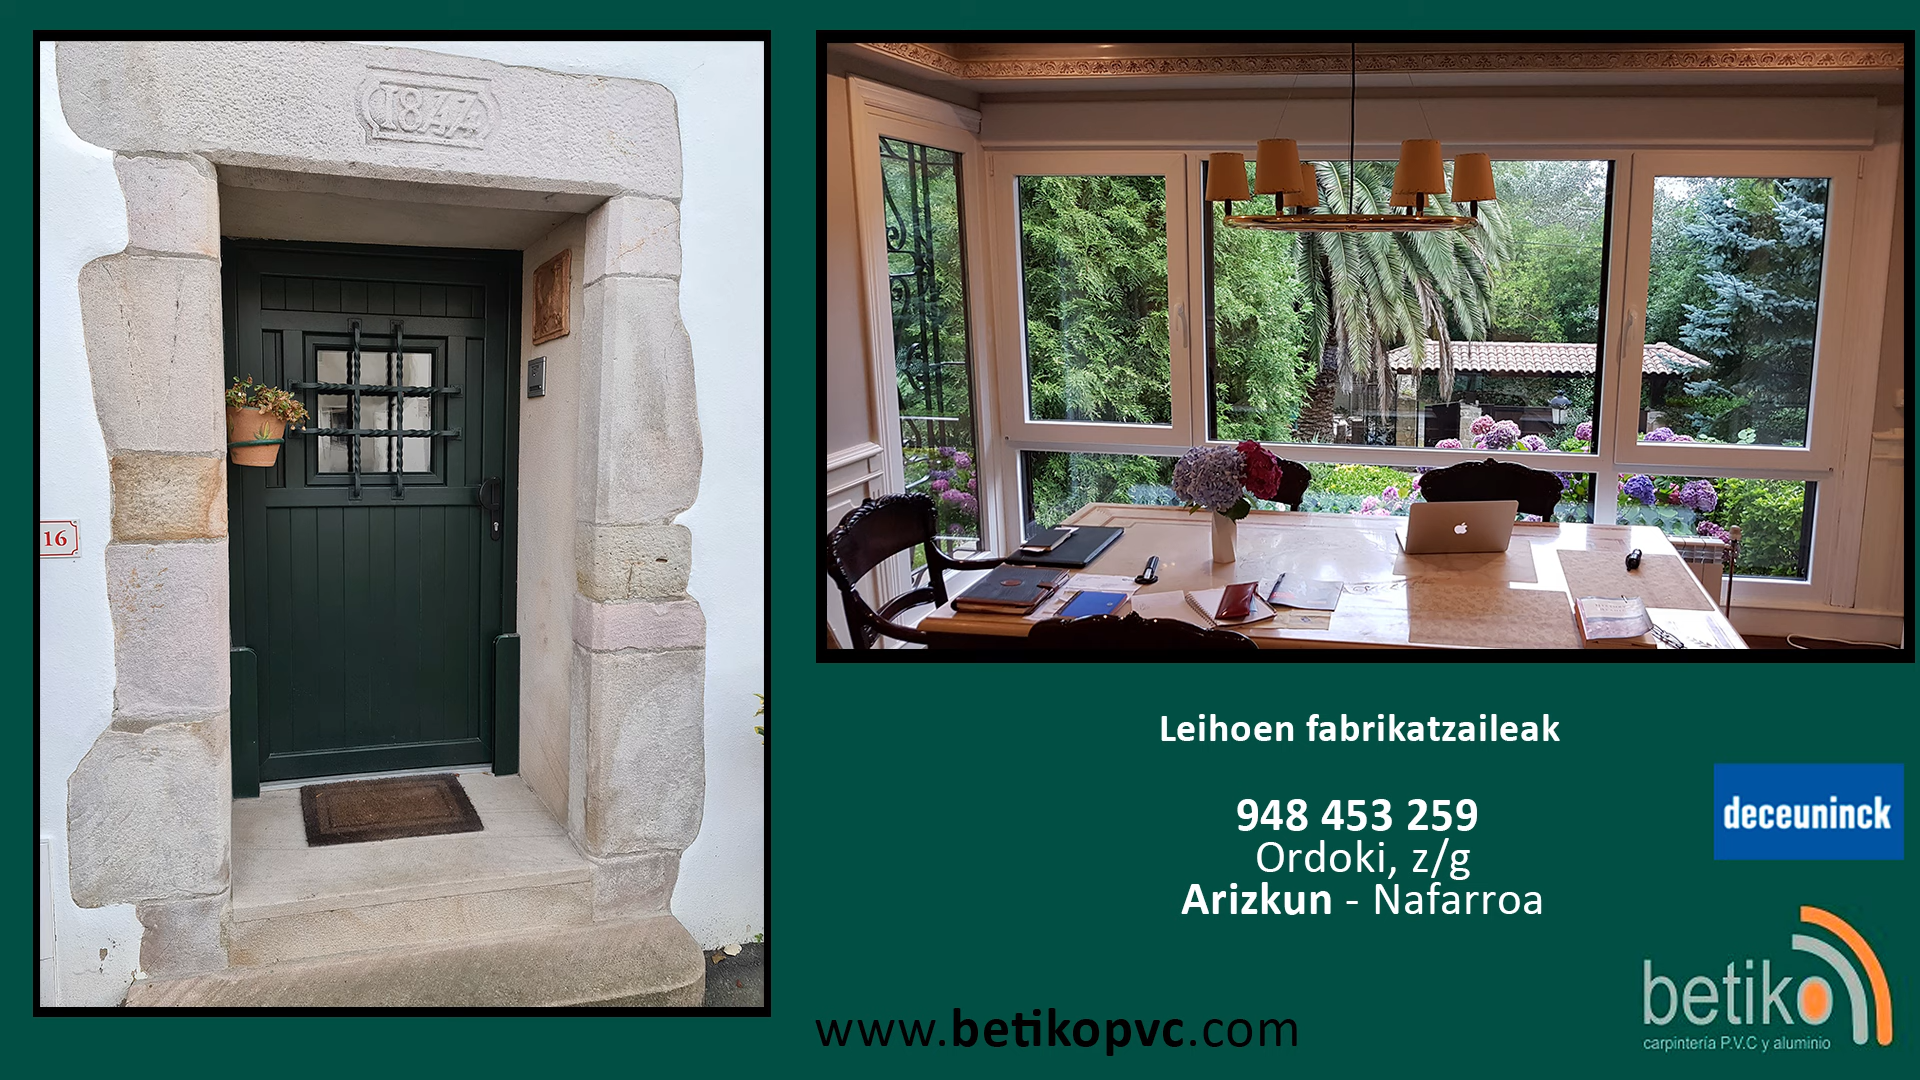 1844
16
Leihoen fabrikatzaileak
948 453 259
Ordoki, z/g
Arizkun - Nafarroa
deceuninck
betiko
carpintería P.V.C y aluminio
www.betikopvc.com